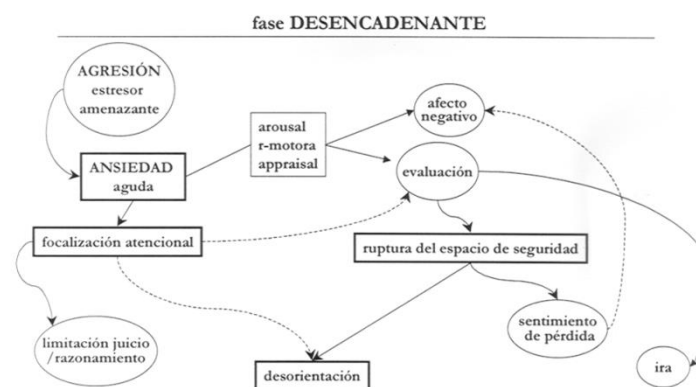 fase DESENCADENANTE
AGRESIÓN
estresor
amenazante
afecto
negativo
arousal
r-motora
appraisal
ANSIEDAD
aguda
evaluación
focalización atencional
ruptura del espacio de seguridad
sentimiento
de pérdida
limitación juicio
/razonamiento
desorientación
ira